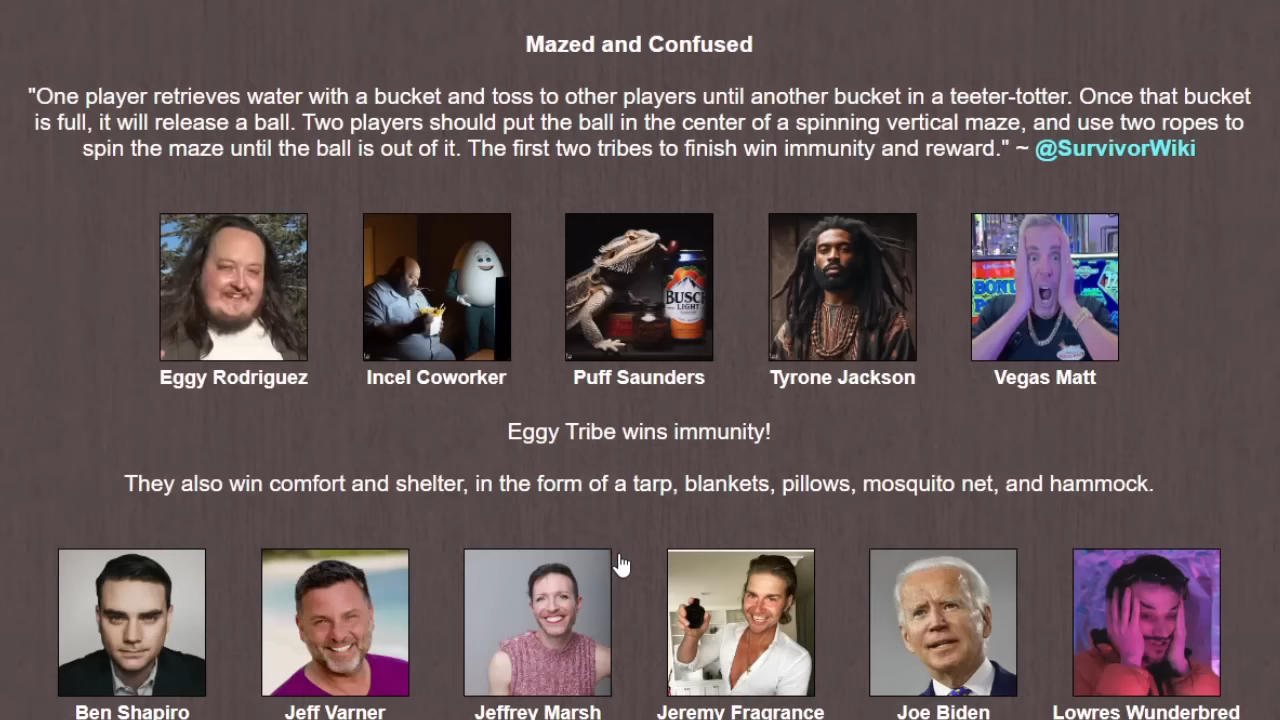 Mazed and Confused
"One player retrieves water with a bucket and toss to other players until another bucket in a teeter-totter. Once that bucket
is full, it will release a ball. Two players should put the ball in the center of a spinning vertical maze, and use two ropes to
spin the maze until the ball is out of it. The first two tribes to finish win immunity and reward." ~ @SurvivorWiki
BUSCH
LIGHT
BONU
Eggy Rodriguez Incel Coworker Puff Saunders Tyrone Jackson Vegas Matt
Eggy Tribe wins immunity!
They also win comfort and shelter, in the form of a tarp, blankets, pillows, mosquito net, and hammock.
Ben Shapiro Jeff Varner Jeffrey Marsh Jeremy Fragrance Joe Biden Lowres Wunderbred